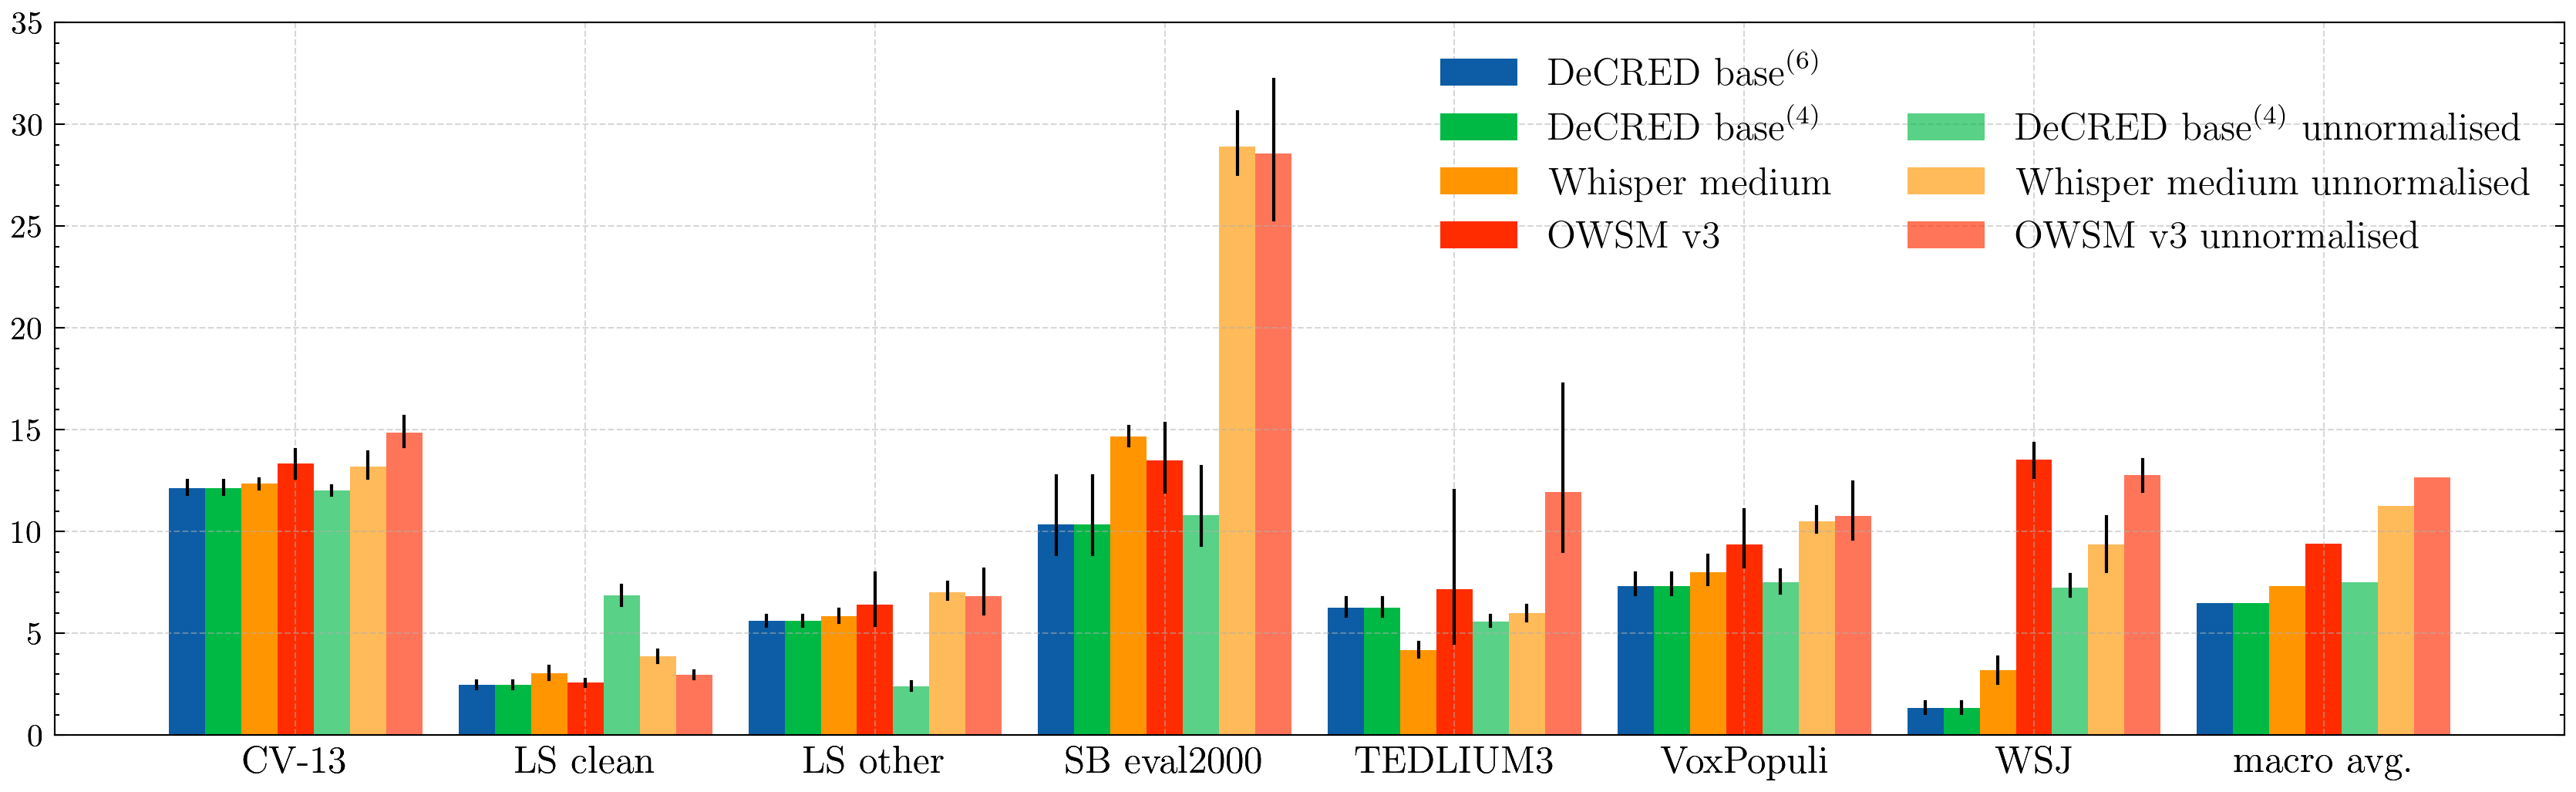 35
30
25
20
15
10
5
0
DeCRED base(6)
DeCRED base(4)
Whisper medium
OWSM v3
DeCRED base(4) unnormalised
Whisper medium unnormalised
OWSM v3 unnormalised
CV-13 LS clean LS other SB eval2000 TEDLIUM3 VoxPopuli WSJ macro avg.